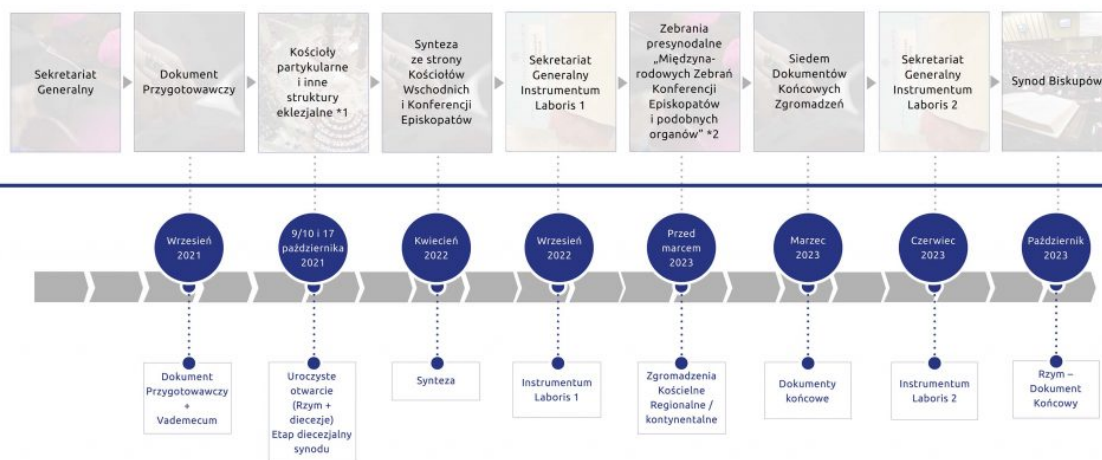 Sekretariat
Generalny
Dokument
Przygotowawczy
Kościoły
partykularne
i inne
struktury
eklezjalne *1
Synteza
ze strony
Kościołów
Wschodnich
i Konferencji
Episkopatów
Sekretariat
Generalny
Instrumentum
Laboris 1
Zebrania
presynodalne
„Międzyna-
rodowych Zebrań
Konferencji
Episkopatów
i podobnych
organów” *2
Siedem
Dokumentów
Końcowych
Zgromadzeń
Sekretariat
Generalny
Instrumentum
Laboris 2
Synod Biskupów
Wrzesień
2021
9/10 i 17
października
2021
Kwiecień
2022
Wrzesień
2022
Przed
marcem
2023
Marzec
2023
Czerwiec
2023
Październik
2023
Dokument
Przygotowawczy
+
Vademecum
Uroczyste
otwarcie
(Rzym +
diecezje)
Etap diecezjalny
synodu
Synteza
Instrumentum
Laboris 1
Zgromadzenia
Kościelne
Regionalne /
kontynentalne
Dokumenty
końcowe
Instrumentum
Laboris 2
Rzym –
Dokument
Końcowy